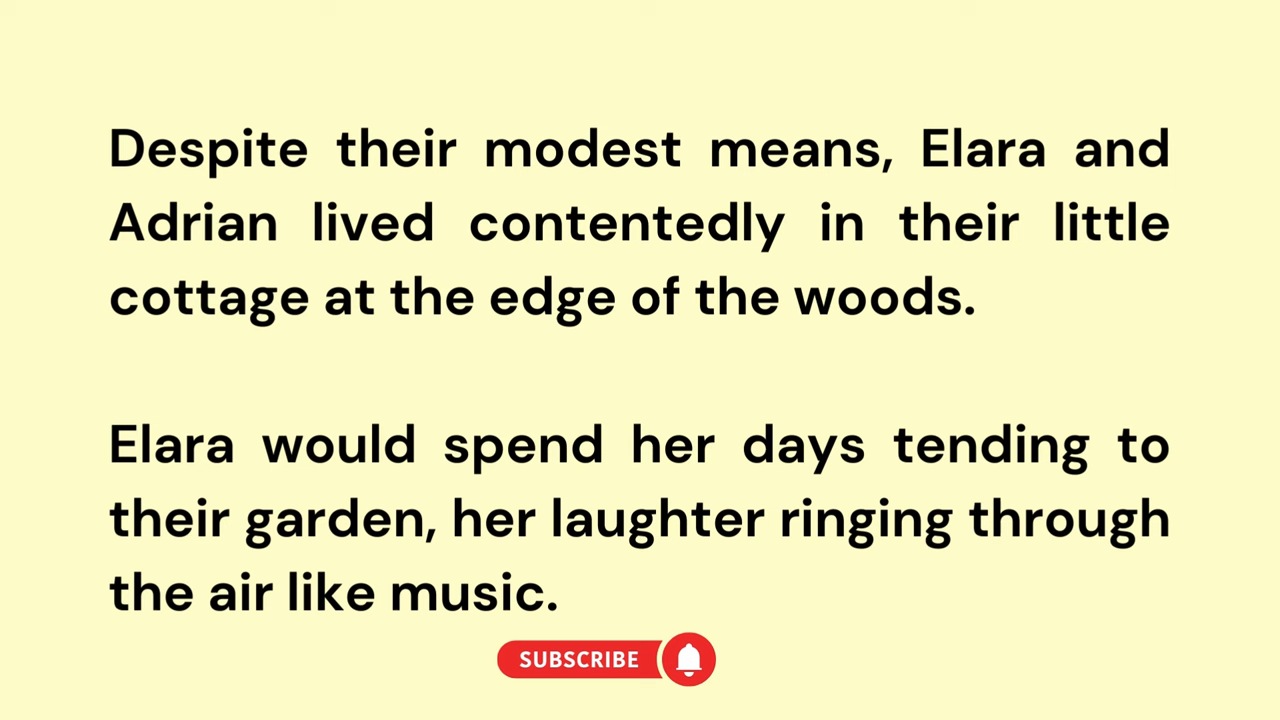 Despite their modest means, Elara and
Adrian lived contentedly in their little
cottage at the edge of the woods.
Elara would spend her days tending to
their garden, her laughter ringing through
the air like music.
SUBSCRIBE